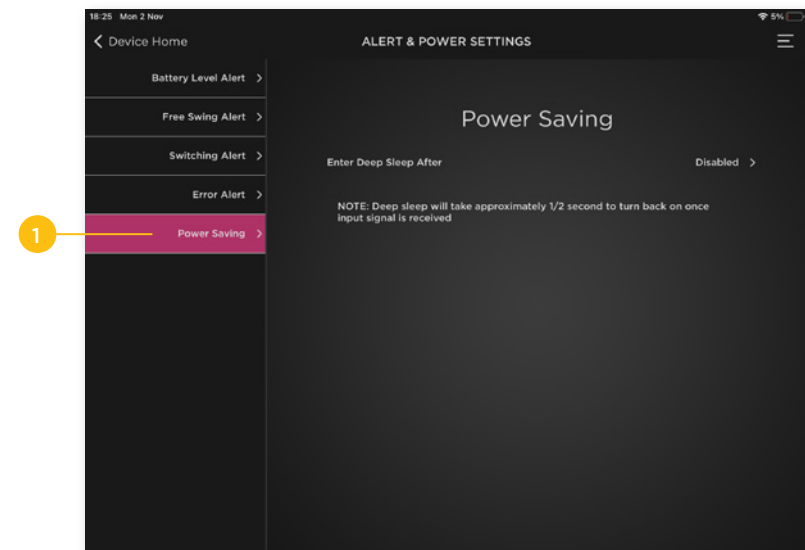 18:25 Mon 2 Nov
5%
Device Home
ALERT & POWER SETTINGS
Battery Level Alert
Free Swing Alert
Switching Alert
Error Alert
Power Saving
1
Power Saving
Enter Deep Sleep After Disabled
NOTE: Deep sleep will take approximately 1/2 second to turn back on once
input signal is received